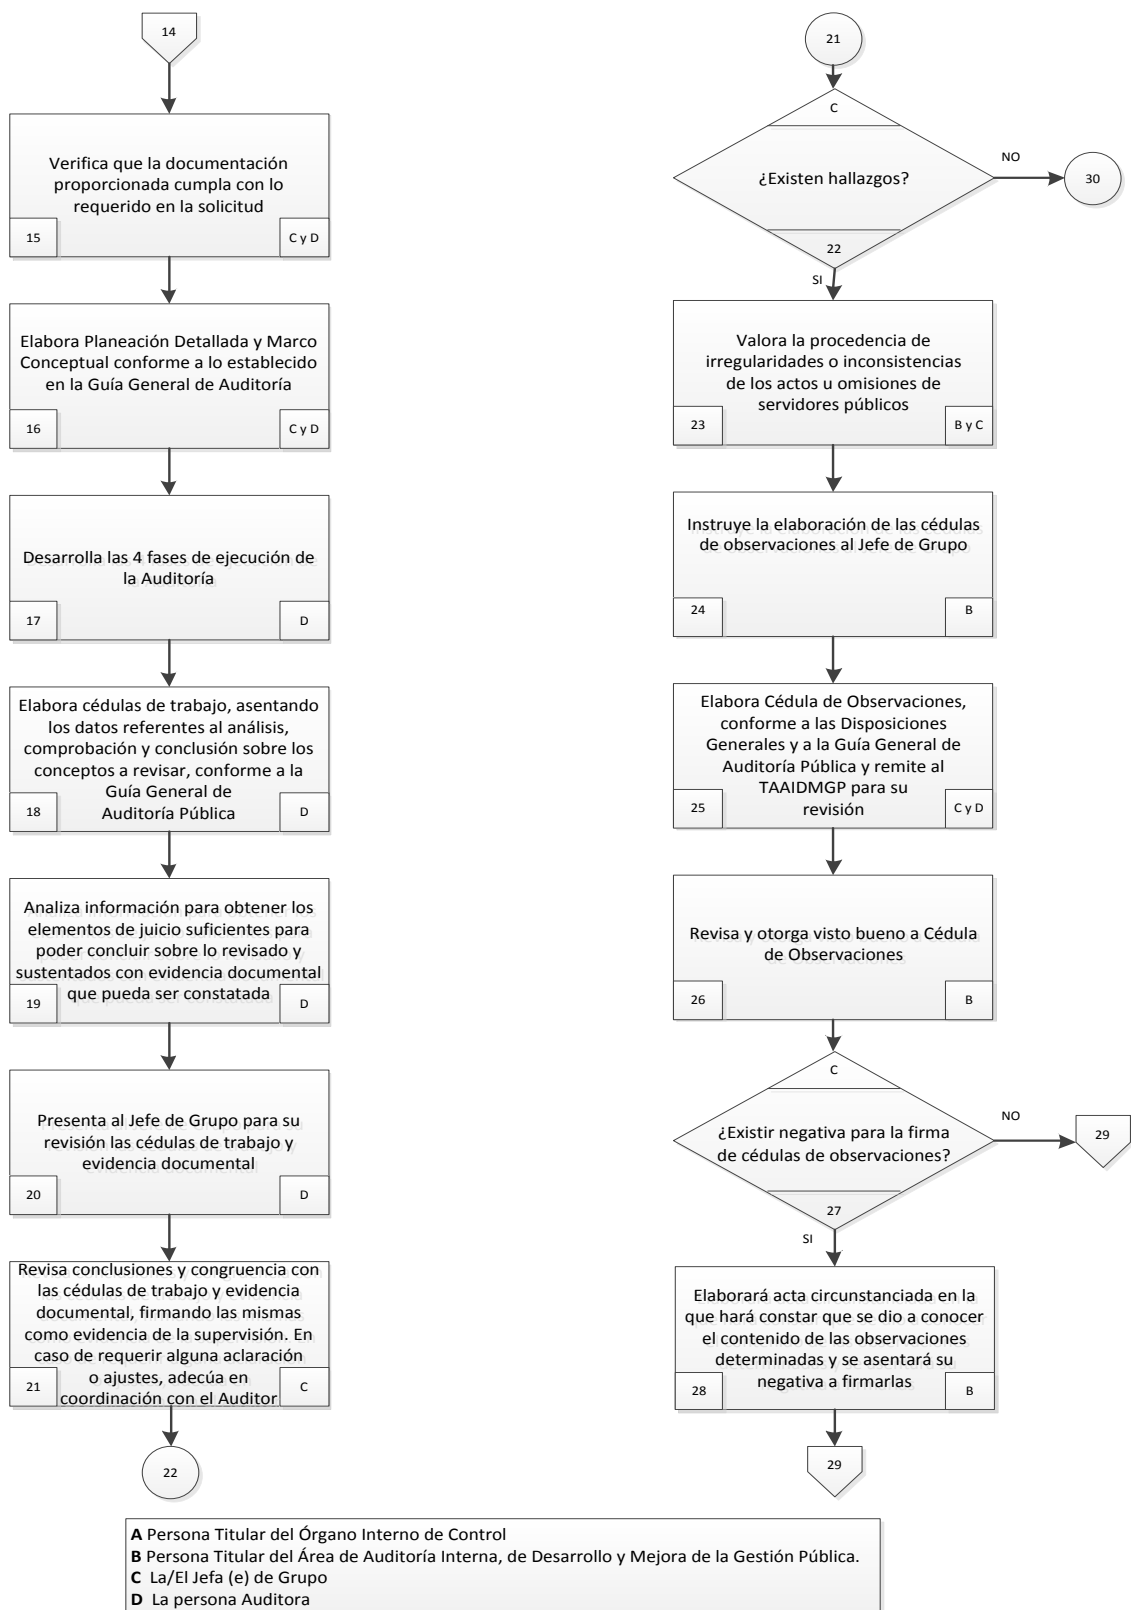 14
Verifica que la documentación
proporcionada cumpla con lo
requerido en la solicitud
15
C y D
Elabora Planeación Detallada y Marco
Conceptual conforme a lo establecido
en la Guía General de Auditoría
16
C y D
Desarrolla las 4 fases de ejecución de
la Auditoría
17
D
Elabora cédulas de trabajo, asentando
los datos referentes al análisis,
comprobación y conclusión sobre los
conceptos a revisar, conforme a la
Guía General de
Auditoría Pública
18
D
Analiza información para obtener los
elementos de juicio suficientes para
poder concluir sobre lo revisado y
sustentados con evidencia documental
que pueda ser constatada
19
D
Presenta al Jefe de Grupo para su
revisión las cédulas de trabajo y
evidencia documental
20
D
Revisa conclusiones y congruencia con
las cédulas de trabajo y evidencia
documental, firmando las mismas
como evidencia de la supervisión. En
caso de requerir alguna aclaración
o ajustes, adecúa en
coordinación con el Auditor
21
C
22
21
C
¿Existen hallazgos?
22
NO
30
SI
Valora la procedencia de
irregularidades o inconsistencias
de los actos u omisiones de
servidores públicos
23
B y C
Instruye la elaboración de las cédulas
de observaciones al Jefe de Grupo
24
B
Elabora Cédula de Observaciones,
conforme a las Disposiciones
Generales y a la Guía General de
Auditoría Pública y remite al
TAAIDMGP para su
revisión
25
C y D
Revisa y otorga visto bueno a Cédula
de Observaciones
26
B
C
¿Existir negativa para la firma
de cédulas de observaciones?
27
NO
29
SI
Elaborará acta circunstanciada en la
que hará constar que se dio a conocer
el contenido de las observaciones
determinadas y se asentará su
negativa a firmarlas
28
B
29
A Persona Titular del Órgano Interno de Control
B Persona Titular del Área de Auditoría Interna, de Desarrollo y Mejora de la Gestión Pública.
C La/El Jefa (e) de Grupo
D La persona Auditora